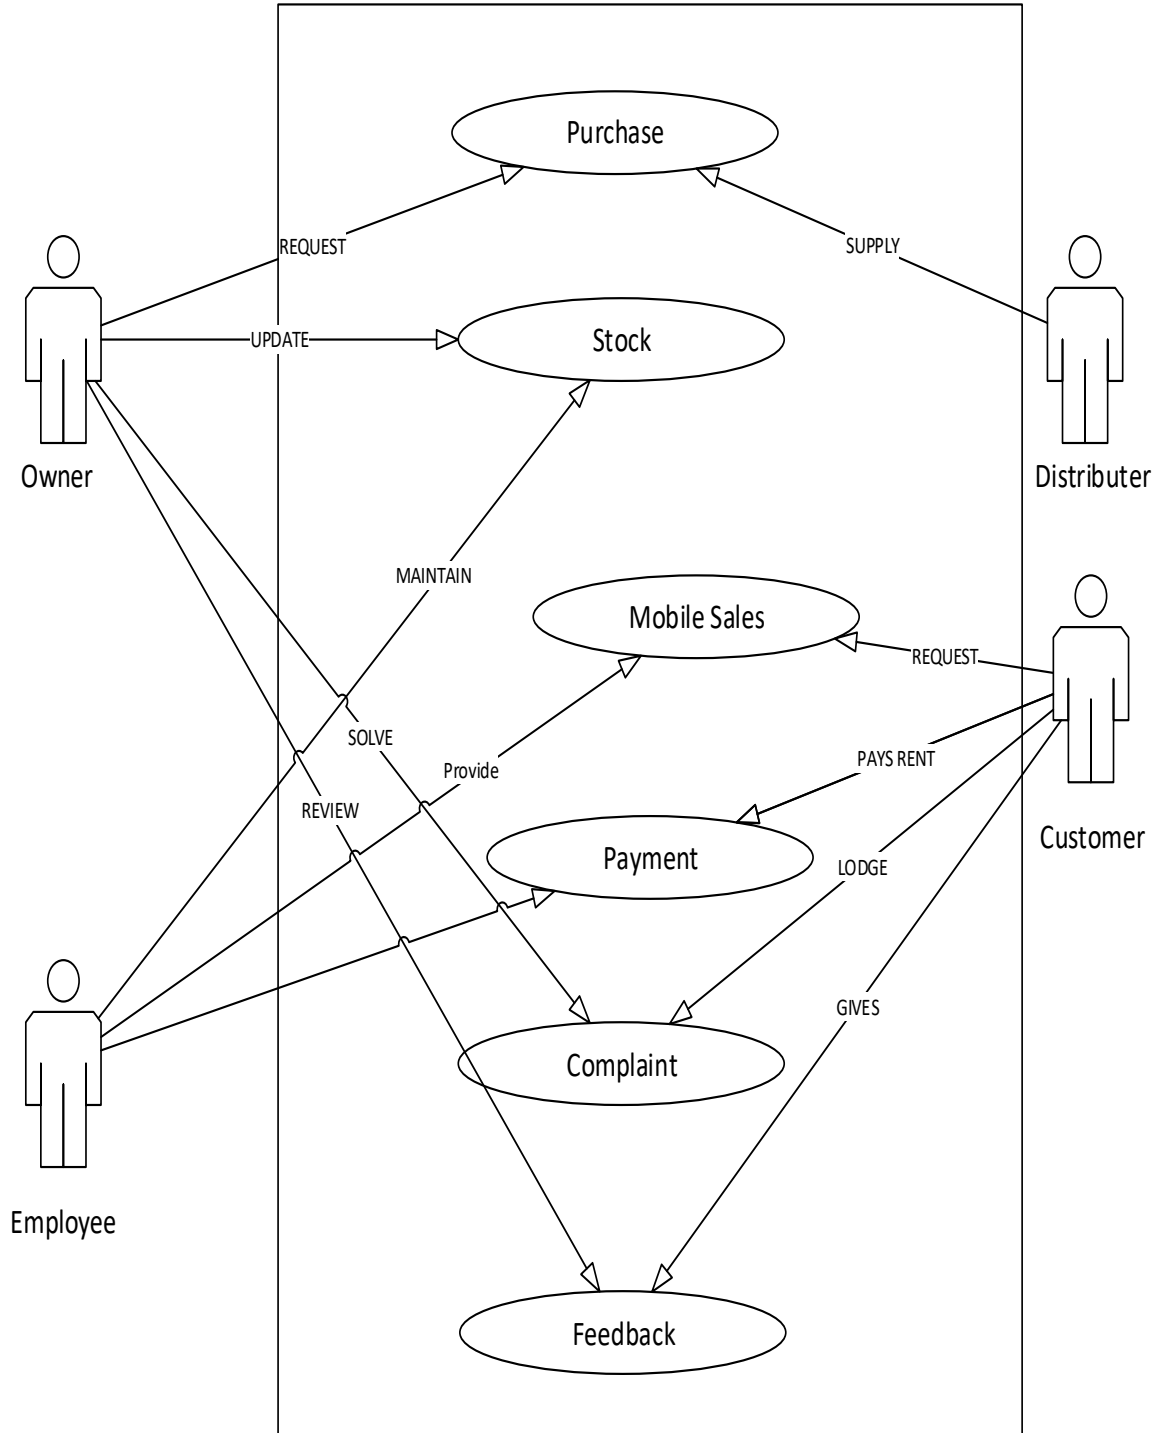 Purchase
REQUEST
SUPPLY
UPDATE
Stock
Owner
Distributer
MAINTAIN
Mobile Sales
REQUEST
SOLVE
PAYS RENT
Provide
REVIEW
Customer
Payment
LODGE
GIVES
Complaint
Employee
Feedback